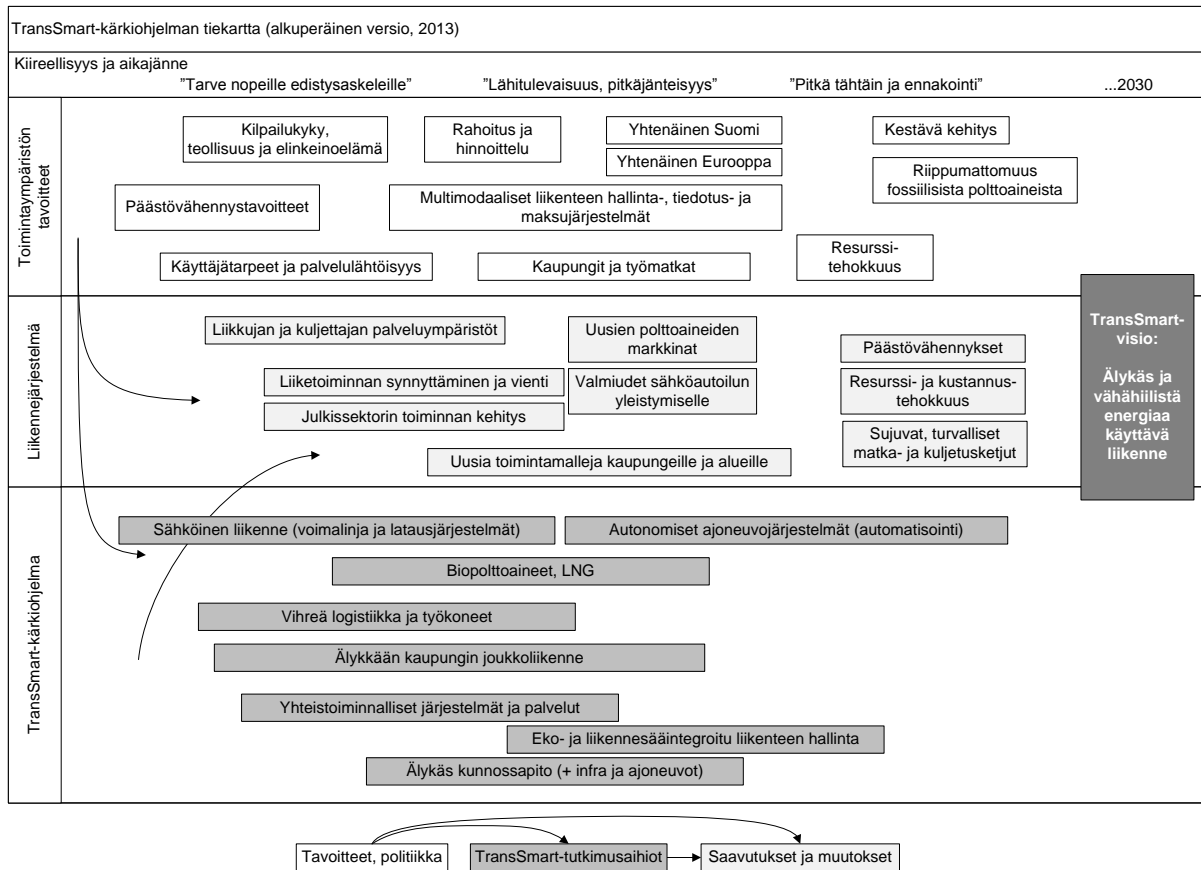 TransSmart-kärkiohjelman tiekartta (alkuperäinen versio, 2013)
Kiireellisyys ja aikajänne
"Tarve nopeille edistysaskeleille"
"Lähitulevaisuus, pitkäjänteisyys"
"Pitkä tähtäin ja ennakointi"
...2030
Toimintaympäristön
tavoitteet
Kilpailukyky,
teollisuus ja elinkeinoelämä
Rahoitus ja
hinnoittelu
Yhtenäinen Suomi
Yhtenäinen Eurooppa
Kestävä kehitys
Riippumattomuus
fossiilisista polttoaineista
Päästövähennystavoitteet
Multimodaaliset liikenteen hallinta-, tiedotus- ja
maksujärjestelmät
Käyttäjätarpeet ja palvelulähtöisyys
Kaupungit ja työmatkat
Resurssi-
tehokkuus
Liikennejärjestelmä
Liikkujan ja kuljettajan palveluympäristöt
Uusien polttoaineiden
markkinat
Päästövähennykset
Liiketoiminnan synnyttäminen ja vienti
Valmiudet sähköautoilun
yleistymiselle
Resurssi- ja kustannus-
tehokkuus
Julkissektorin toiminnan kehitys
Sujuvat, turvalliset
matka- ja kuljetusketjut
Uusia toimintamalleja kaupungeille ja alueille
TransSmart-
visio:
Älykäs ja
vähähiilistä
energiaa
käyttävä
liikenne
TransSmart-kärkiohjelma
Sähköinen liikenne (voimalinja ja latausjärjestelmät)
Autonomiset ajoneuvojärjestelmät (automatisointi)
Biopolttoaineet, LNG
Vihreä logistiikka ja työkoneet
Älykkään kaupungin joukkoliikenne
Yhteistoiminnalliset järjestelmät ja palvelut
Eko- ja liikennesääintegroitu liikenteen hallinta
Älykäs kunnossapito (+ infra ja ajoneuvot)
Tavoitteet, politiikka
TransSmart-tutkimusaihiot
Saavutukset ja muutokset